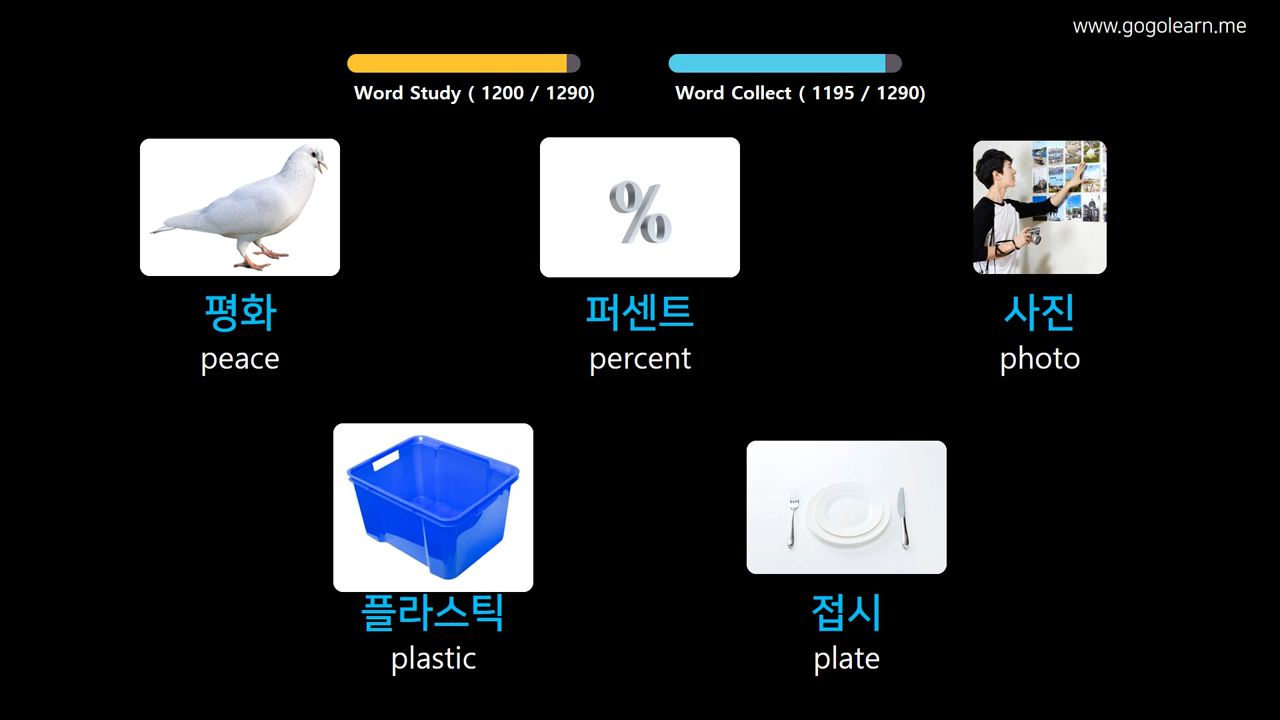 www.gogolearn.me
Word Study ( 1200 / 1290)
Word Collect ( 1195 / 1290)
%
평화
peace
퍼센트
percent
사진
photo
플라스틱
plastic
접시
plate